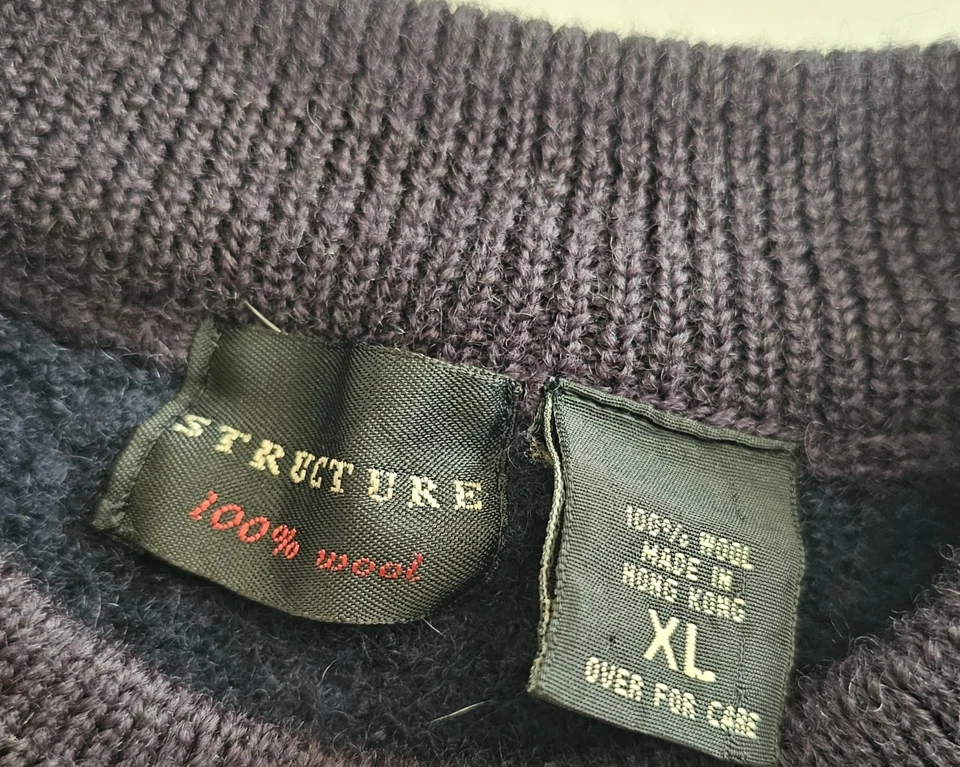 STRUCTURE
100% wool
100% WOOL
MADE IN
HONG KONG
XL
OVER FOR CARE